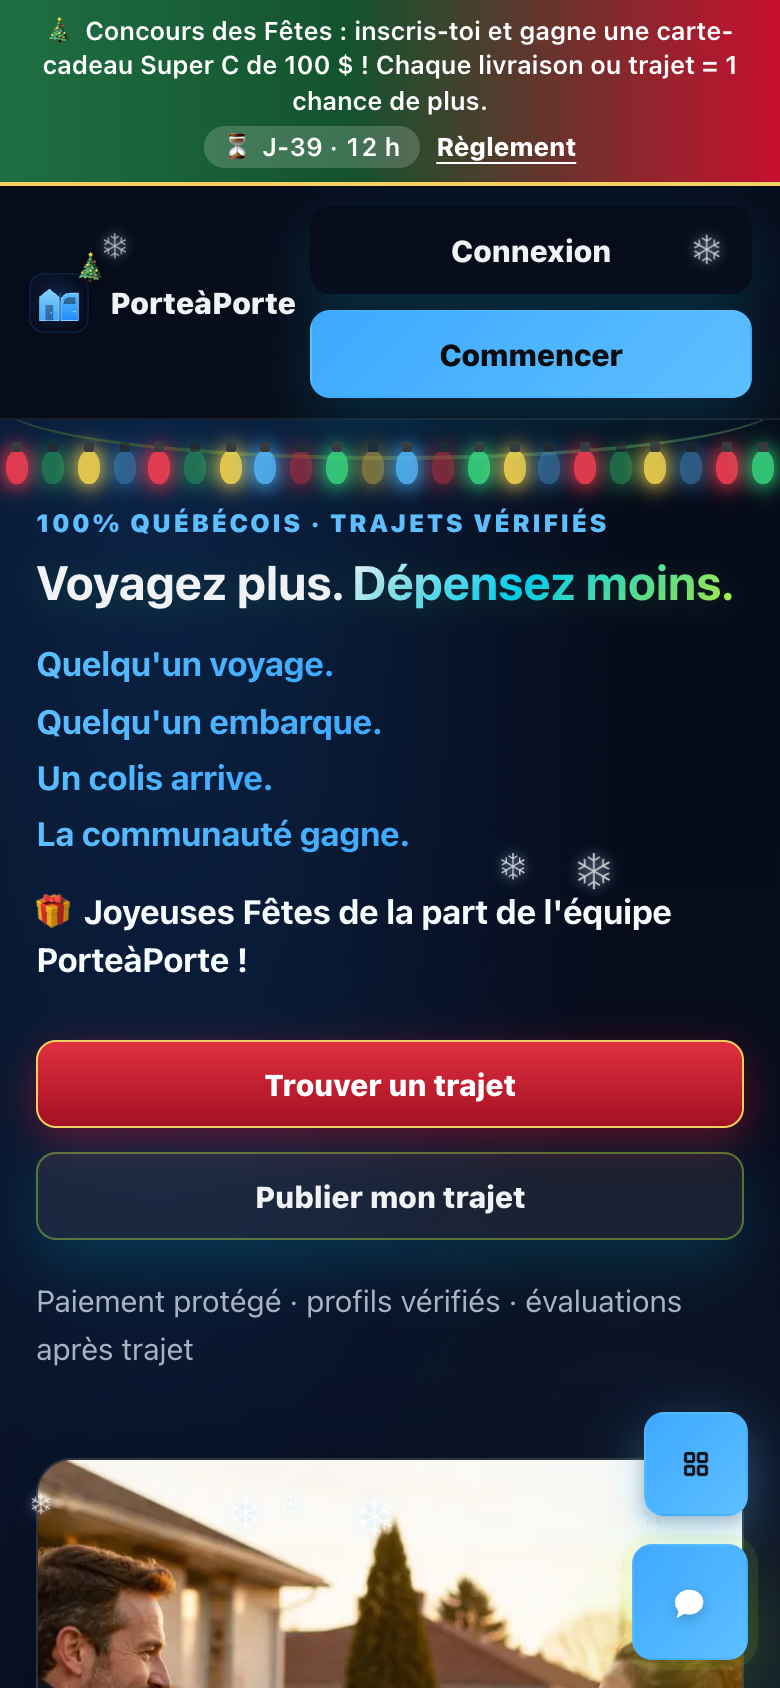 🎄 Concours des Fêtes : inscris-toi et gagne une carte-
cadeau Super C de 100 $ ! Chaque livraison ou trajet = 1
chance de plus.
⏳ J-39 · 12 h Règlement
Connexion
PorteàPorte
Commencer
100% QUÉBÉCOIS · TRAJETS VÉRIFIÉS
Voyagez plus. Dépensez moins.
Quelqu'un voyage.
Quelqu'un embarque.
Un colis arrive.
La communauté gagne.
🎁 Joyeuses Fêtes de la part de l'équipe
PorteàPorte !
Trouver un trajet
Publier mon trajet
Paiement protégé · profils vérifiés · évaluations
après trajet